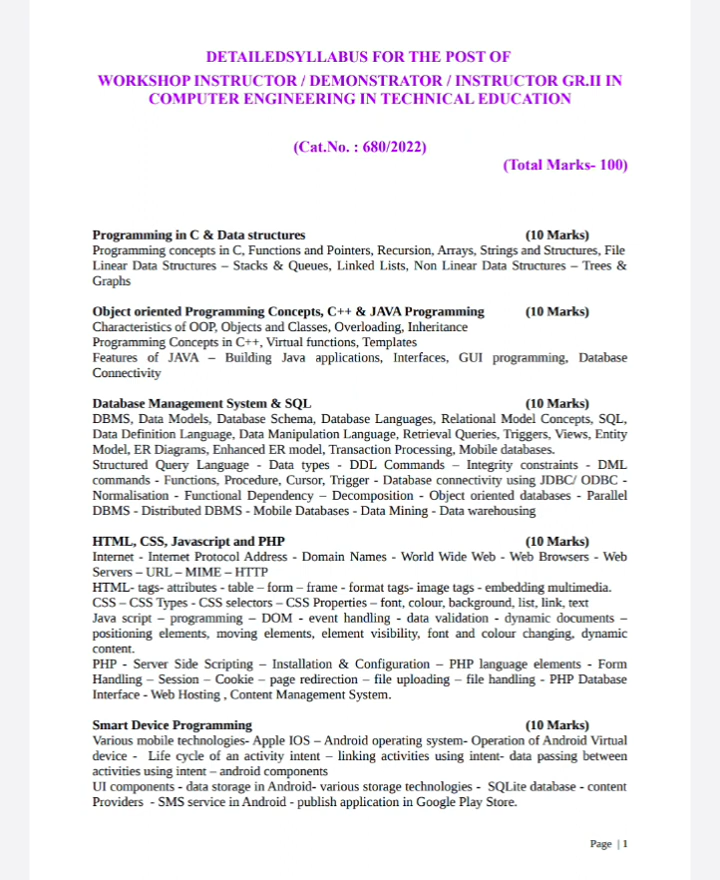 DETAILEDSYLLABUS FOR THE POST OF
WORKSHOP INSTRUCTOR / DEMONSTRATOR / INSTRUCTOR GR.II IN
COMPUTER ENGINEERING IN TECHNICAL EDUCATION
(Cat.No. : 680/2022)
(Total Marks- 100)
Programming in C & Data structures (10 Marks)
Programming concepts in C, Functions and Pointers, Recursion, Arrays, Strings and Structures, File
Linear Data Structures – Stacks & Queues, Linked Lists, Non Linear Data Structures – Trees &
Graphs
Object oriented Programming Concepts, C++ & JAVA Programming (10 Marks)
Characteristics of OOP, Objects and Classes, Overloading, Inheritance
Programming Concepts in C++, Virtual functions, Templates
Features of JAVA – Building Java applications, Interfaces, GUI programming, Database
Connectivity
Database Management System & SQL (10 Marks)
DBMS, Data Models, Database Schema, Database Languages, Relational Model Concepts, SQL,
Data Definition Language, Data Manipulation Language, Retrieval Queries, Triggers, Views, Entity
Model, ER Diagrams, Enhanced ER model, Transaction Processing, Mobile databases.
Structured Query Language - Data types - DDL Commands – Integrity constraints - DML
commands - Functions, Procedure, Cursor, Trigger - Database connectivity using JDBC/ ODBC -
Normalisation - Functional Dependency – Decomposition - Object oriented databases - Parallel
DBMS - Distributed DBMS - Mobile Databases - Data Mining - Data warehousing
HTML, CSS, Javascript and PHP (10 Marks)
Internet - Internet Protocol Address - Domain Names - World Wide Web - Web Browsers - Web
Servers – URL – MIME – HTTP
HTML- tags- attributes - table – form – frame - format tags- image tags - embedding multimedia.
CSS – CSS Types - CSS selectors – CSS Properties – font, colour, background, list, link, text
Java script – programming – DOM - event handling - data validation - dynamic documents –
positioning elements, moving elements, element visibility, font and colour changing, dynamic
content.
PHP - Server Side Scripting – Installation & Configuration – PHP language elements - Form
Handling – Session – Cookie – page redirection – file uploading – file handling - PHP Database
Interface - Web Hosting , Content Management System.
Smart Device Programming (10 Marks)
Various mobile technologies- Apple IOS – Android operating system- Operation of Android Virtual
device - Life cycle of an activity intent – linking activities using intent- data passing between
activities using intent – android components
UI components - data storage in Android- various storage technologies - SQLite database - content
Providers - SMS service in Android - publish application in Google Play Store.
Page | 1